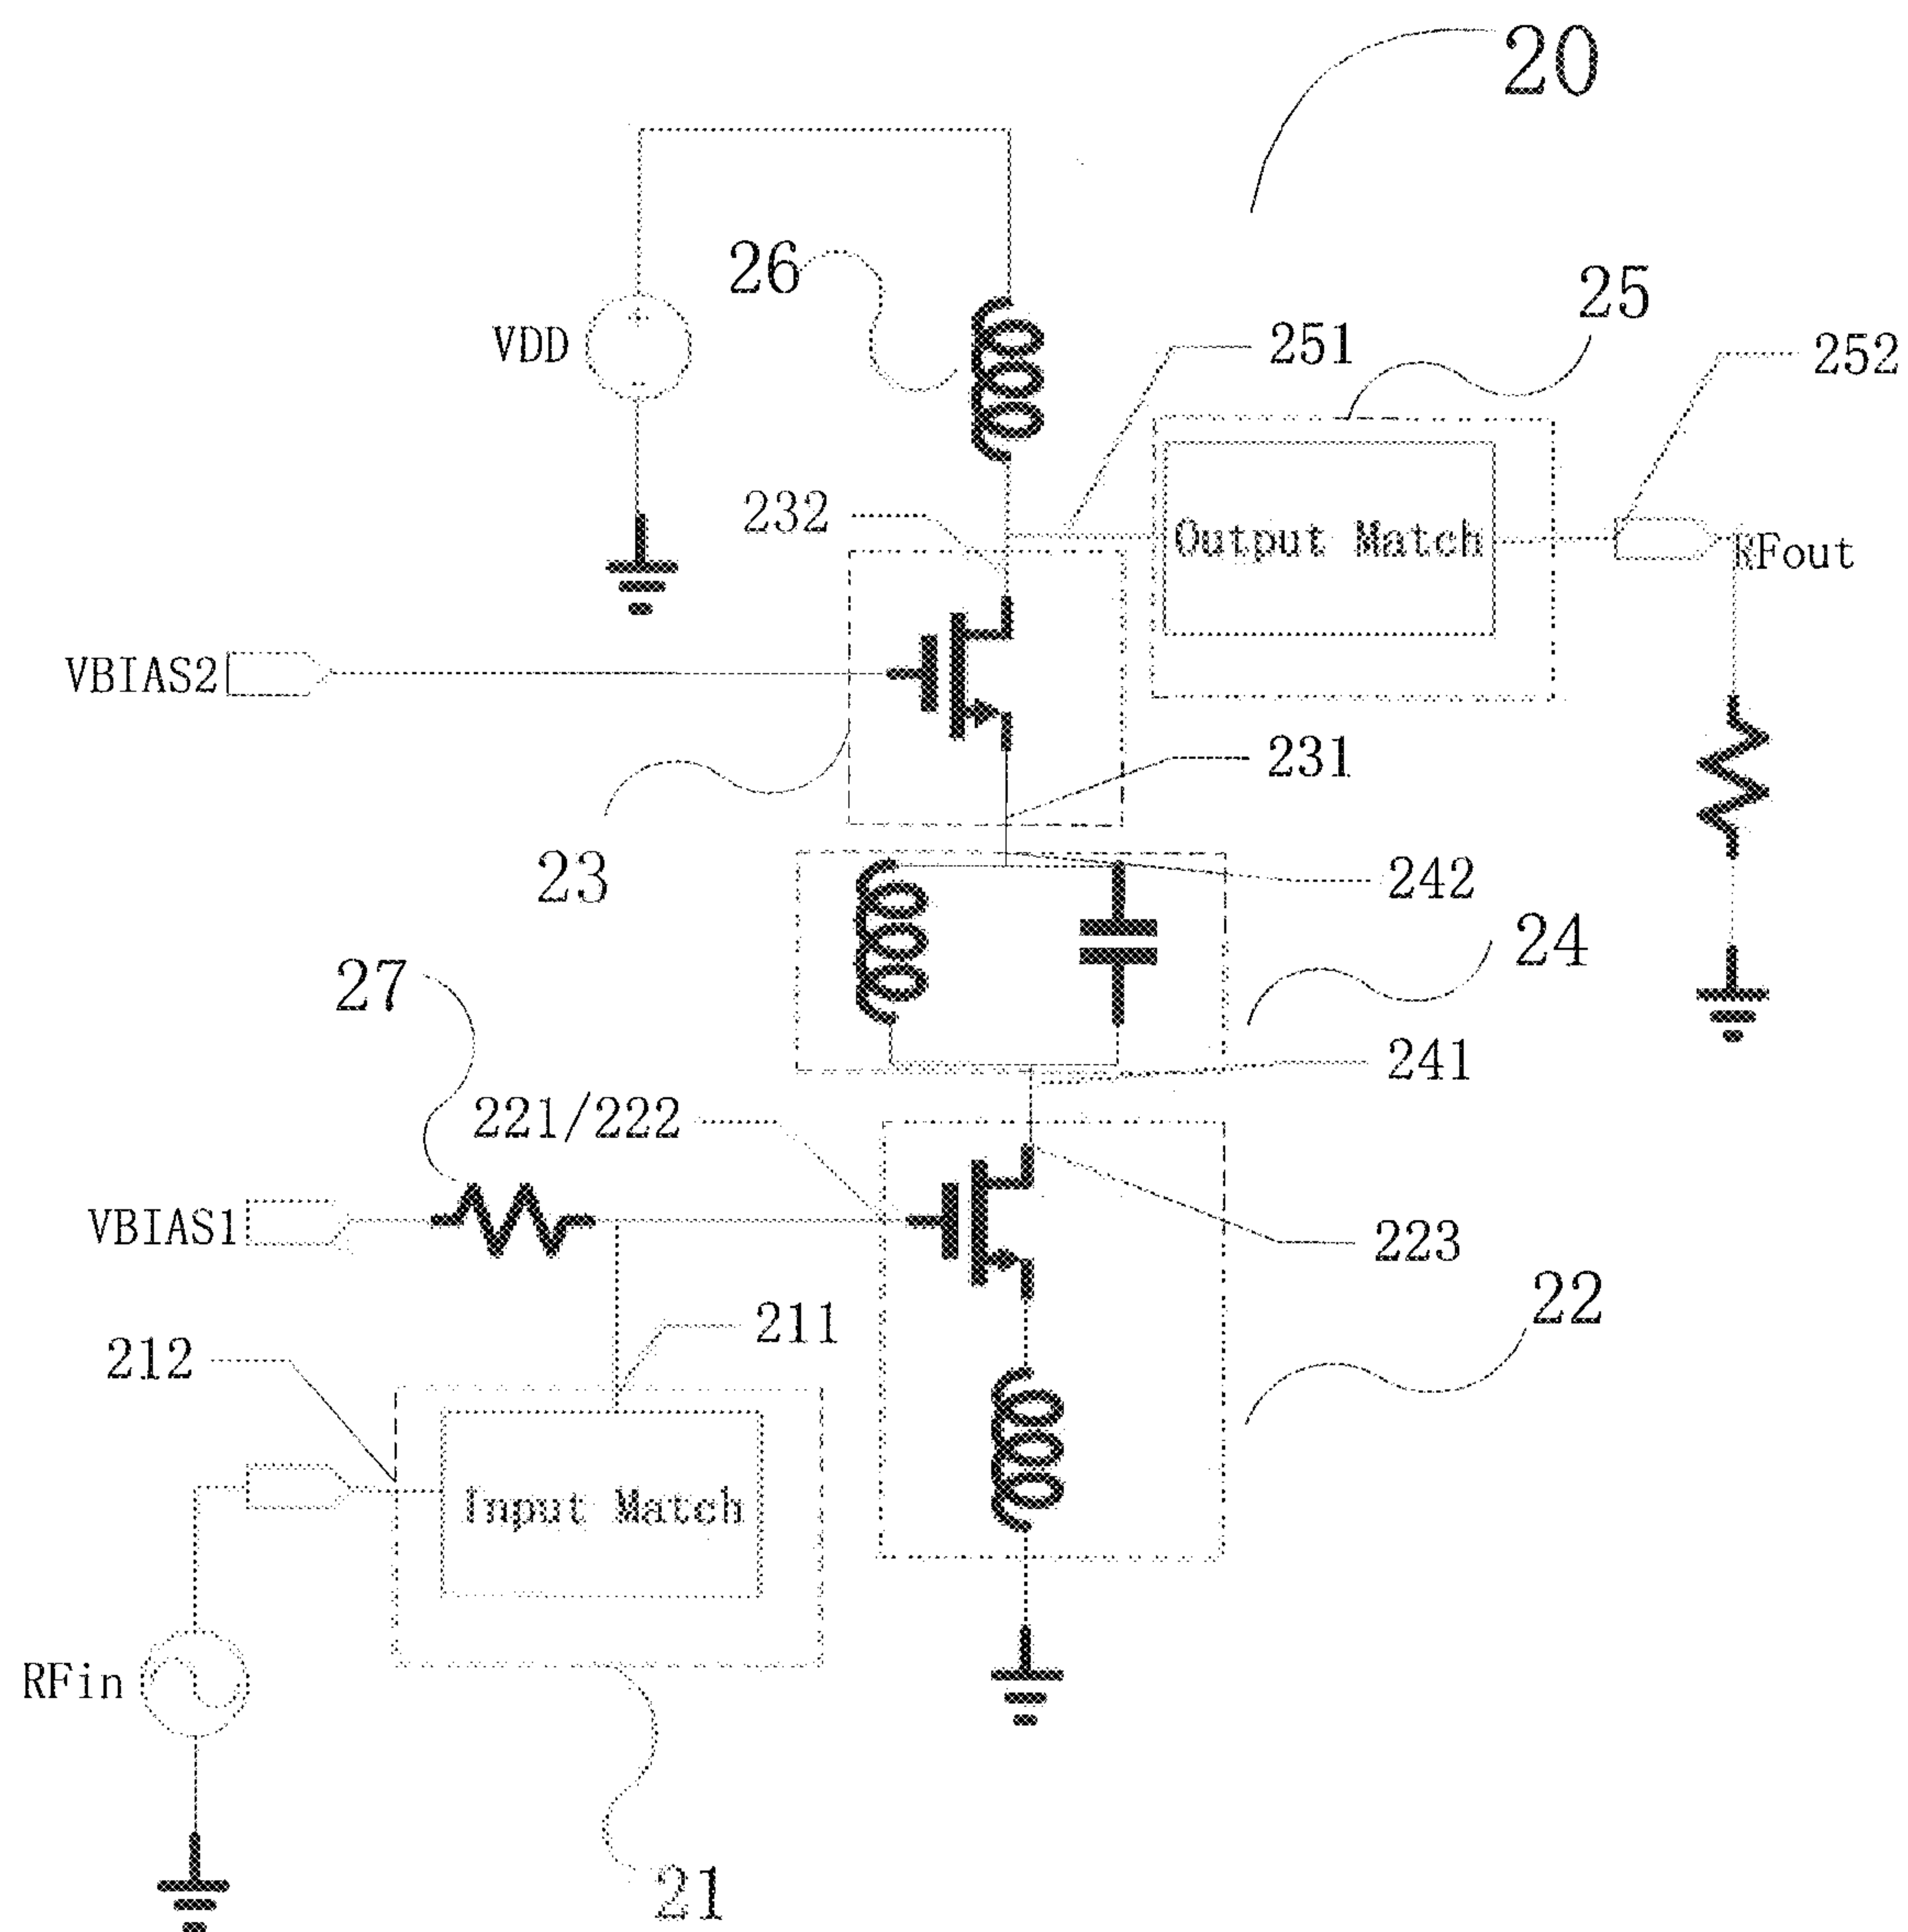 20
26
25
251
252
VDD
232
Output Match
RFout
VBIAS2
231
23
242
24
27
241
221/222
VBIAS1
223
211
22
212
Input Match
RFin
21